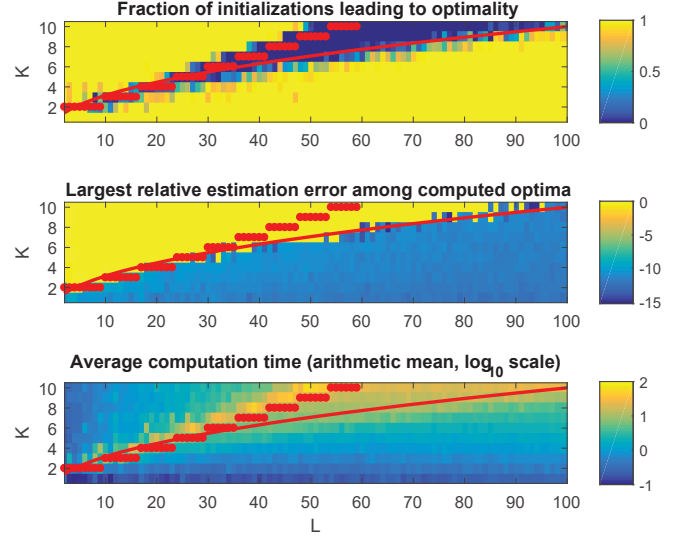 Fraction of initializations leading to optimality
10
8
6
4
2
K
10 20 30 40 50 60 70 80 90 100
1
0.5
0
Largest relative estimation error among computed optima
10
8
6
4
2
K
10 20 30 40 50 60 70 80 90 100
0
-5
-10
-15
Average computation time (arithmetic mean, log10 scale)
10
8
6
4
2
K
10 20 30 40 50 60 70 80 90 100
L
2
1
0
-1